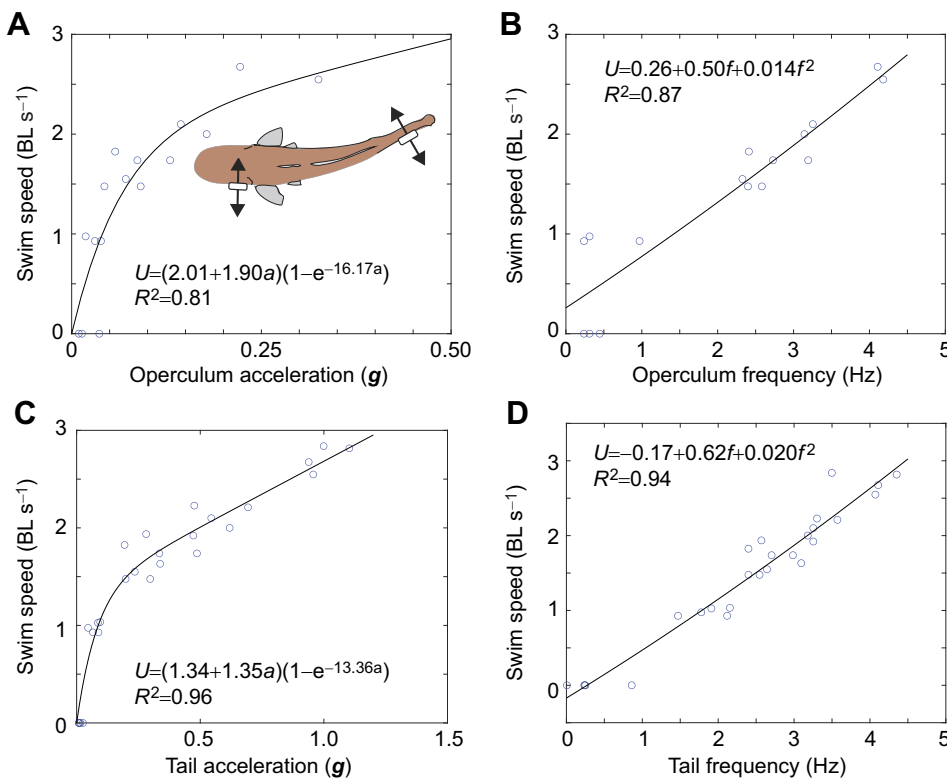 A
3
2
1
0
Swim speed (BL s⁻¹)
U=(2.01+1.90a)(1–e^–16.17a)
R²=0.81
0
0.25
0.50
Operculum acceleration (g)
B
3
2
1
0
Swim speed (BL s⁻¹)
U=0.26+0.50f+0.014f²
R²=0.87
0
1
2
3
4
5
Operculum frequency (Hz)
C
3
2
1
0
Swim speed (BL s⁻¹)
U=(1.34+1.35a)(1–e^–13.36a)
R²=0.96
0.5
1.0
1.5
Tail acceleration (g)
D
3
2
1
0
Swim speed (BL s⁻¹)
U=–0.17+0.62f+0.020f²
R²=0.94
0
1
2
3
4
5
Tail frequency (Hz)